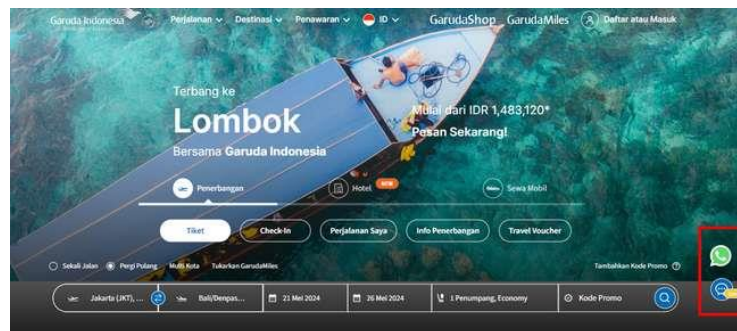 Garuda Indonesia
Perjalanan
Destinasi
Penawaran
ID
GarudaShop
GarudaMiles
Daftar atau Masuk
Terbang ke
Lombok
Bersama Garuda Indonesia
Mulai dari IDR 1,483,120*
Pesan Sekarang!
Penerbangan
Hotel
Sewa Mobil
Tiket
Check-In
Perjalanan Saya
Info Penerbangan
Travel Voucher
Sekali Jalan
Pergi Pulang
Multi Kota
Tukarkan GarudaMiles
Tambahkan Kode Promo
Jakarta (JKT), ...
Bali/Denpas...
21 Mei 2024
26 Mei 2024
1 Penumpang, Economy
Kode Promo